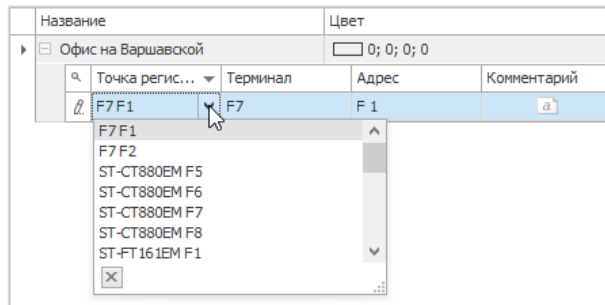 Название Цвет
Офис на Варшавской 0; 0; 0; 0
Точка регис... Терминал Адрес Комментарий
F7 F1 F7 F 1 a
F7 F1
F7 F2
ST-CT880EM F5
ST-CT880EM F6
ST-CT880EM F7
ST-CT880EM F8
ST-FT161EM F1